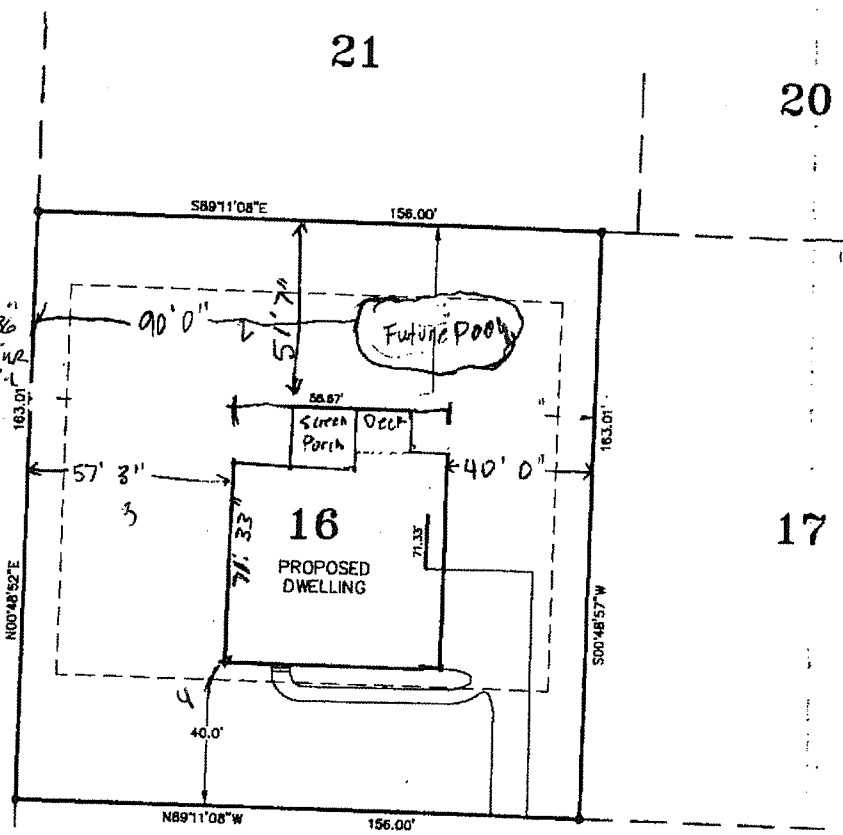 21
20
S89°11'08"E
156.00'
90' 0"
2
51' 7"
Future Pool
163.01'
58.67'
Screen
Porch
Deck
163.01'
57' 3"
3
40' 0"
16
17
71.33"
71.33'
PROPOSED
DWELLING
N00°48'52"E
S00°48'57"W
4
40.0'
N89°11'08"W
156.00'